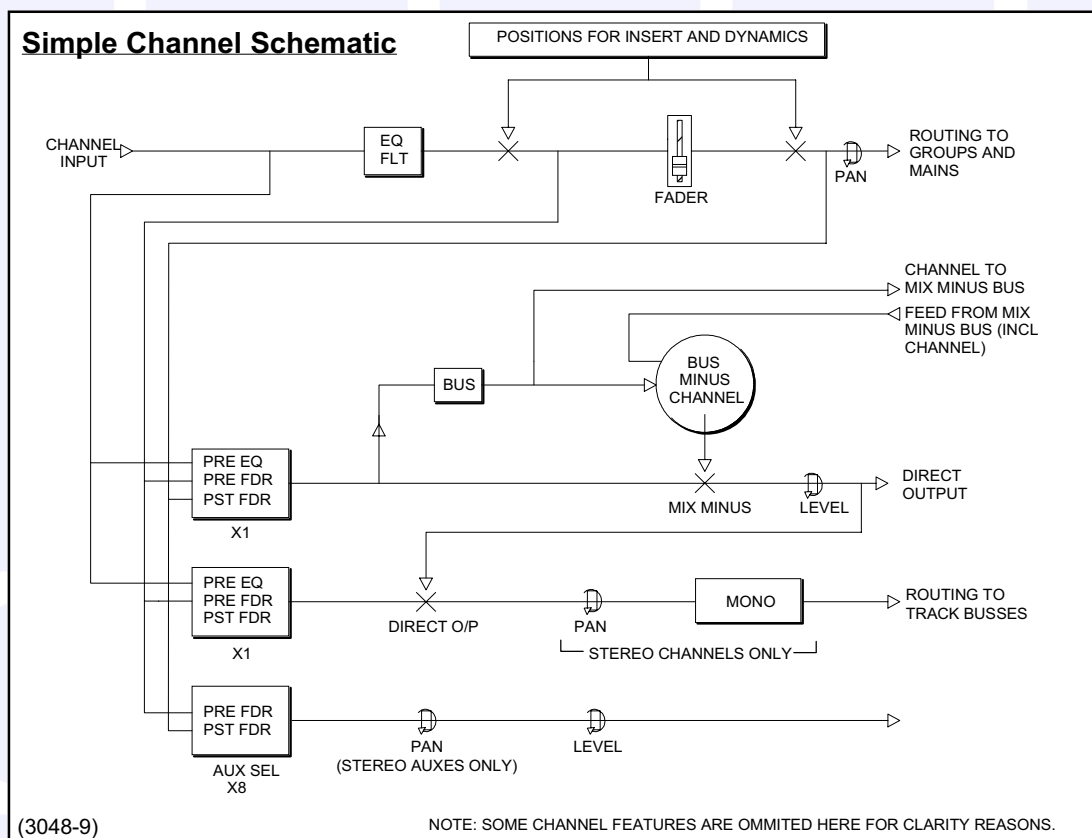 Simple Channel Schematic
POSITIONS FOR INSERT AND DYNAMICS
CHANNEL
INPUT
EQ
FLT
FADER
PAN
ROUTING TO
GROUPS AND
MAINS
CHANNEL TO
MIX MINUS BUS
FEED FROM MIX
MINUS BUS (INCL
CHANNEL)
BUS
BUS
MINUS
CHANNEL
PRE EQ
PRE FDR
PST FDR
X1
MIX MINUS
LEVEL
DIRECT
OUTPUT
PRE EQ
PRE FDR
PST FDR
X1
DIRECT O/P
PAN
MONO
STEREO CHANNELS ONLY
ROUTING TO
TRACK BUSSES
PRE FDR
PST FDR
AUX SEL
X8
PAN
(STEREO AUXES ONLY)
LEVEL
(3048-9)
NOTE: SOME CHANNEL FEATURES ARE OMMITED HERE FOR CLARITY REASONS.